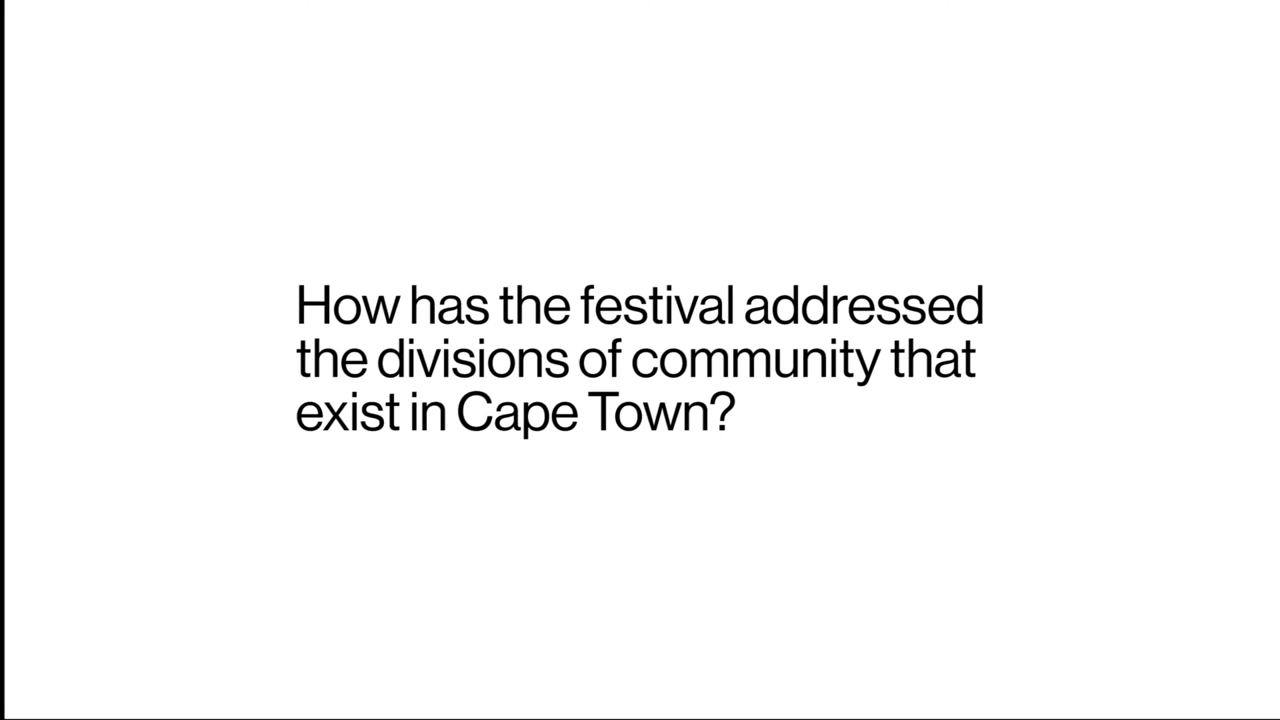 How has the festival addressed
the divisions of community that
exist in Cape Town?